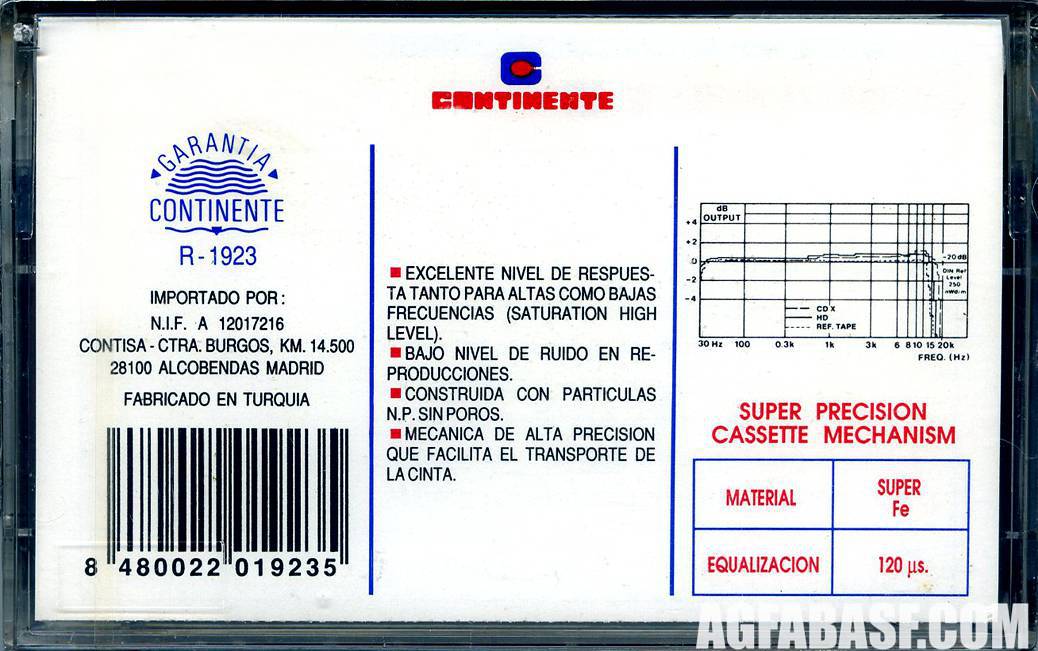 CONTINENTE
GARANTIA
CONTINENTE
R-1923
IMPORTADO POR:
N.I.F. A 12017216
CONTISA - CTRA. BURGOS, KM. 14.500
28100 ALCOBENDAS MADRID
FABRICADO EN TURQUIA
8 480022 019235
EXCELENTE NIVEL DE RESPUES-
TA TANTO PARA ALTAS COMO BAJAS
FRECUENCIAS (SATURATION HIGH
LEVEL).
BAJO NIVEL DE RUIDO EN RE-
PRODUCCIONES.
CONSTRUIDA CON PARTICULAS
N.P. SIN POROS.
MECANICA DE ALTA PRECISION
QUE FACILITA EL TRANSPORTE DE
LA CINTA.
dB
OUTPUT
+4
+2
0
-2
-4
-20 dB
DIN Ref
Level
250
nWd/m
CD X
HD
REF. TAPE
30 Hz 100 0.3k 1k 3k 6 8 10 15 20k
FREQ. (Hz)
SUPER PRECISION
CASSETTE MECHANISM
MATERIAL
SUPER
Fe
EQUALIZACION
120 µs.
AGFABASF.COM